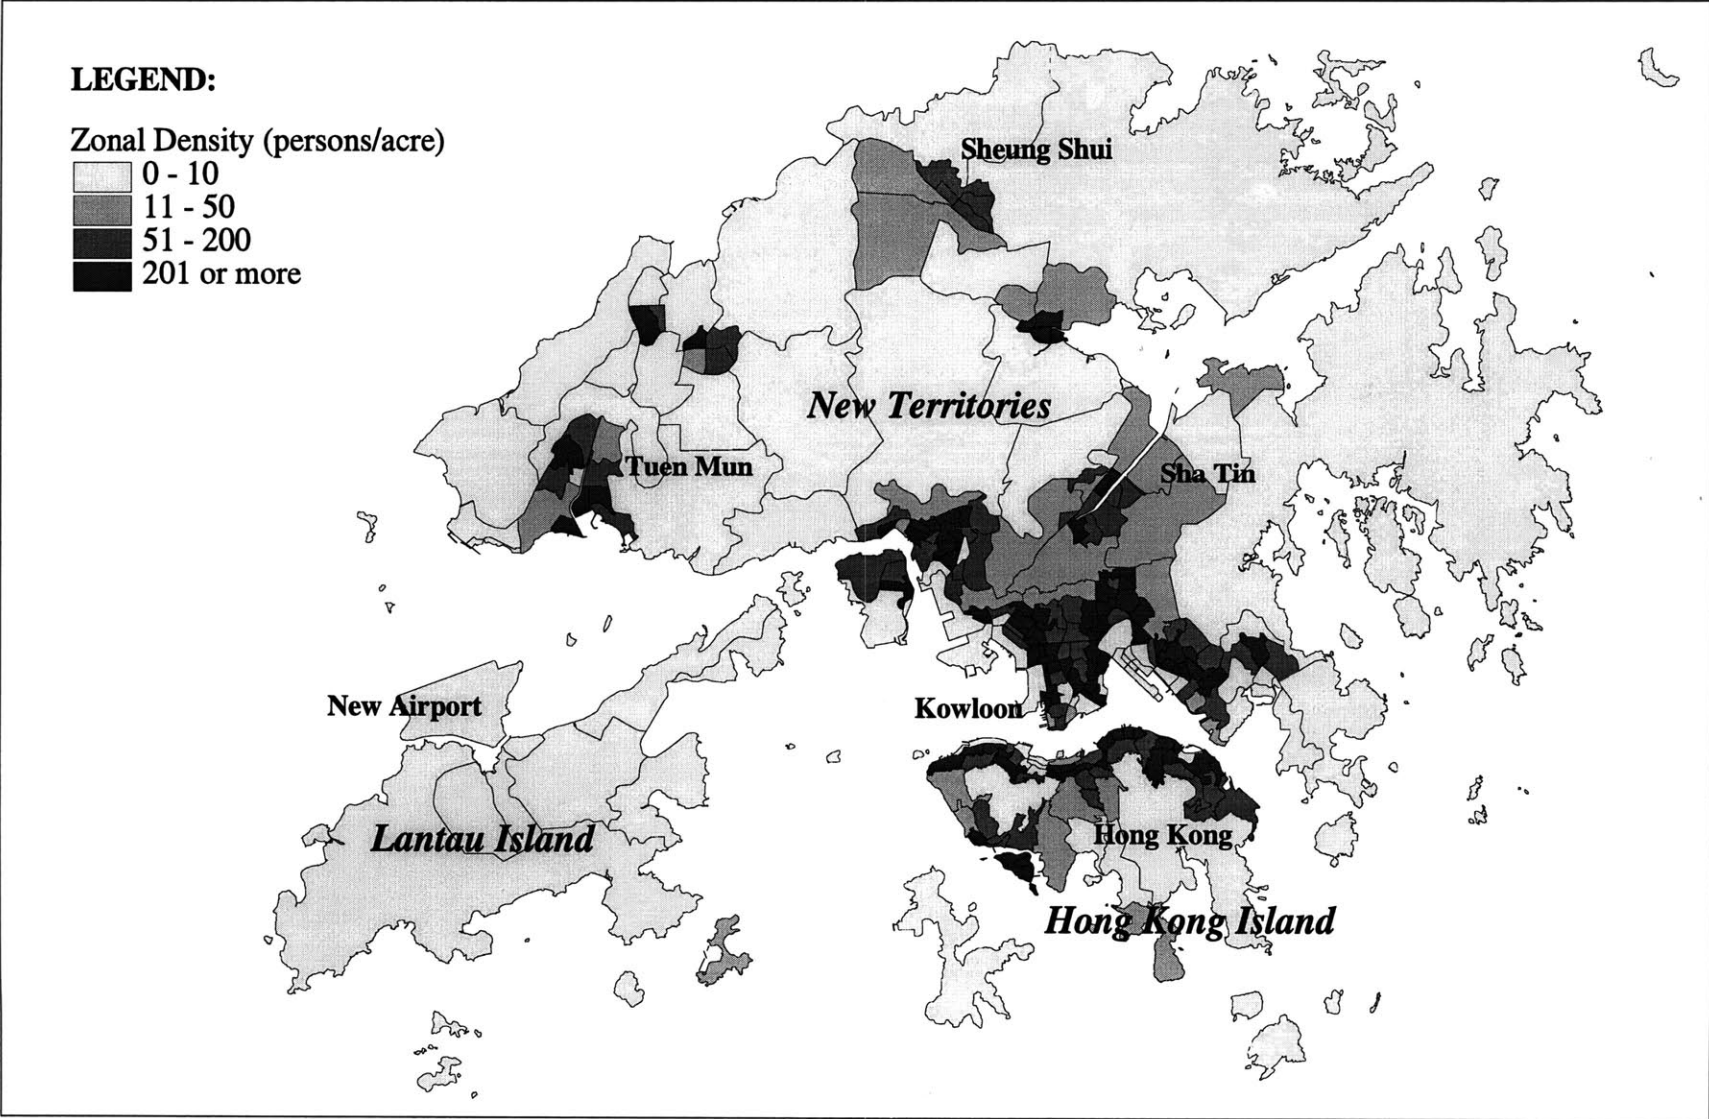 LEGEND:
Zonal Density (persons/acre)
0 - 10
11 - 50
51 - 200
201 or more
Sheung Shui
New Territories
Tuen Mun
Sha Tin
New Airport
Kowloon
Lantau Island
Hong Kong
Hong Kong Island